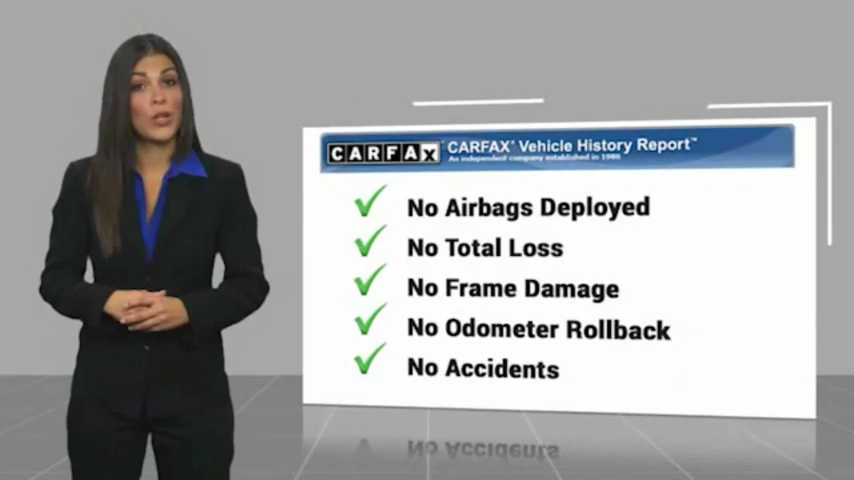 CARFAX CARFAX® Vehicle History Report™
An independent company established in 1986
No Airbags Deployed
No Total Loss
No Frame Damage
No Odometer Rollback
No Accidents